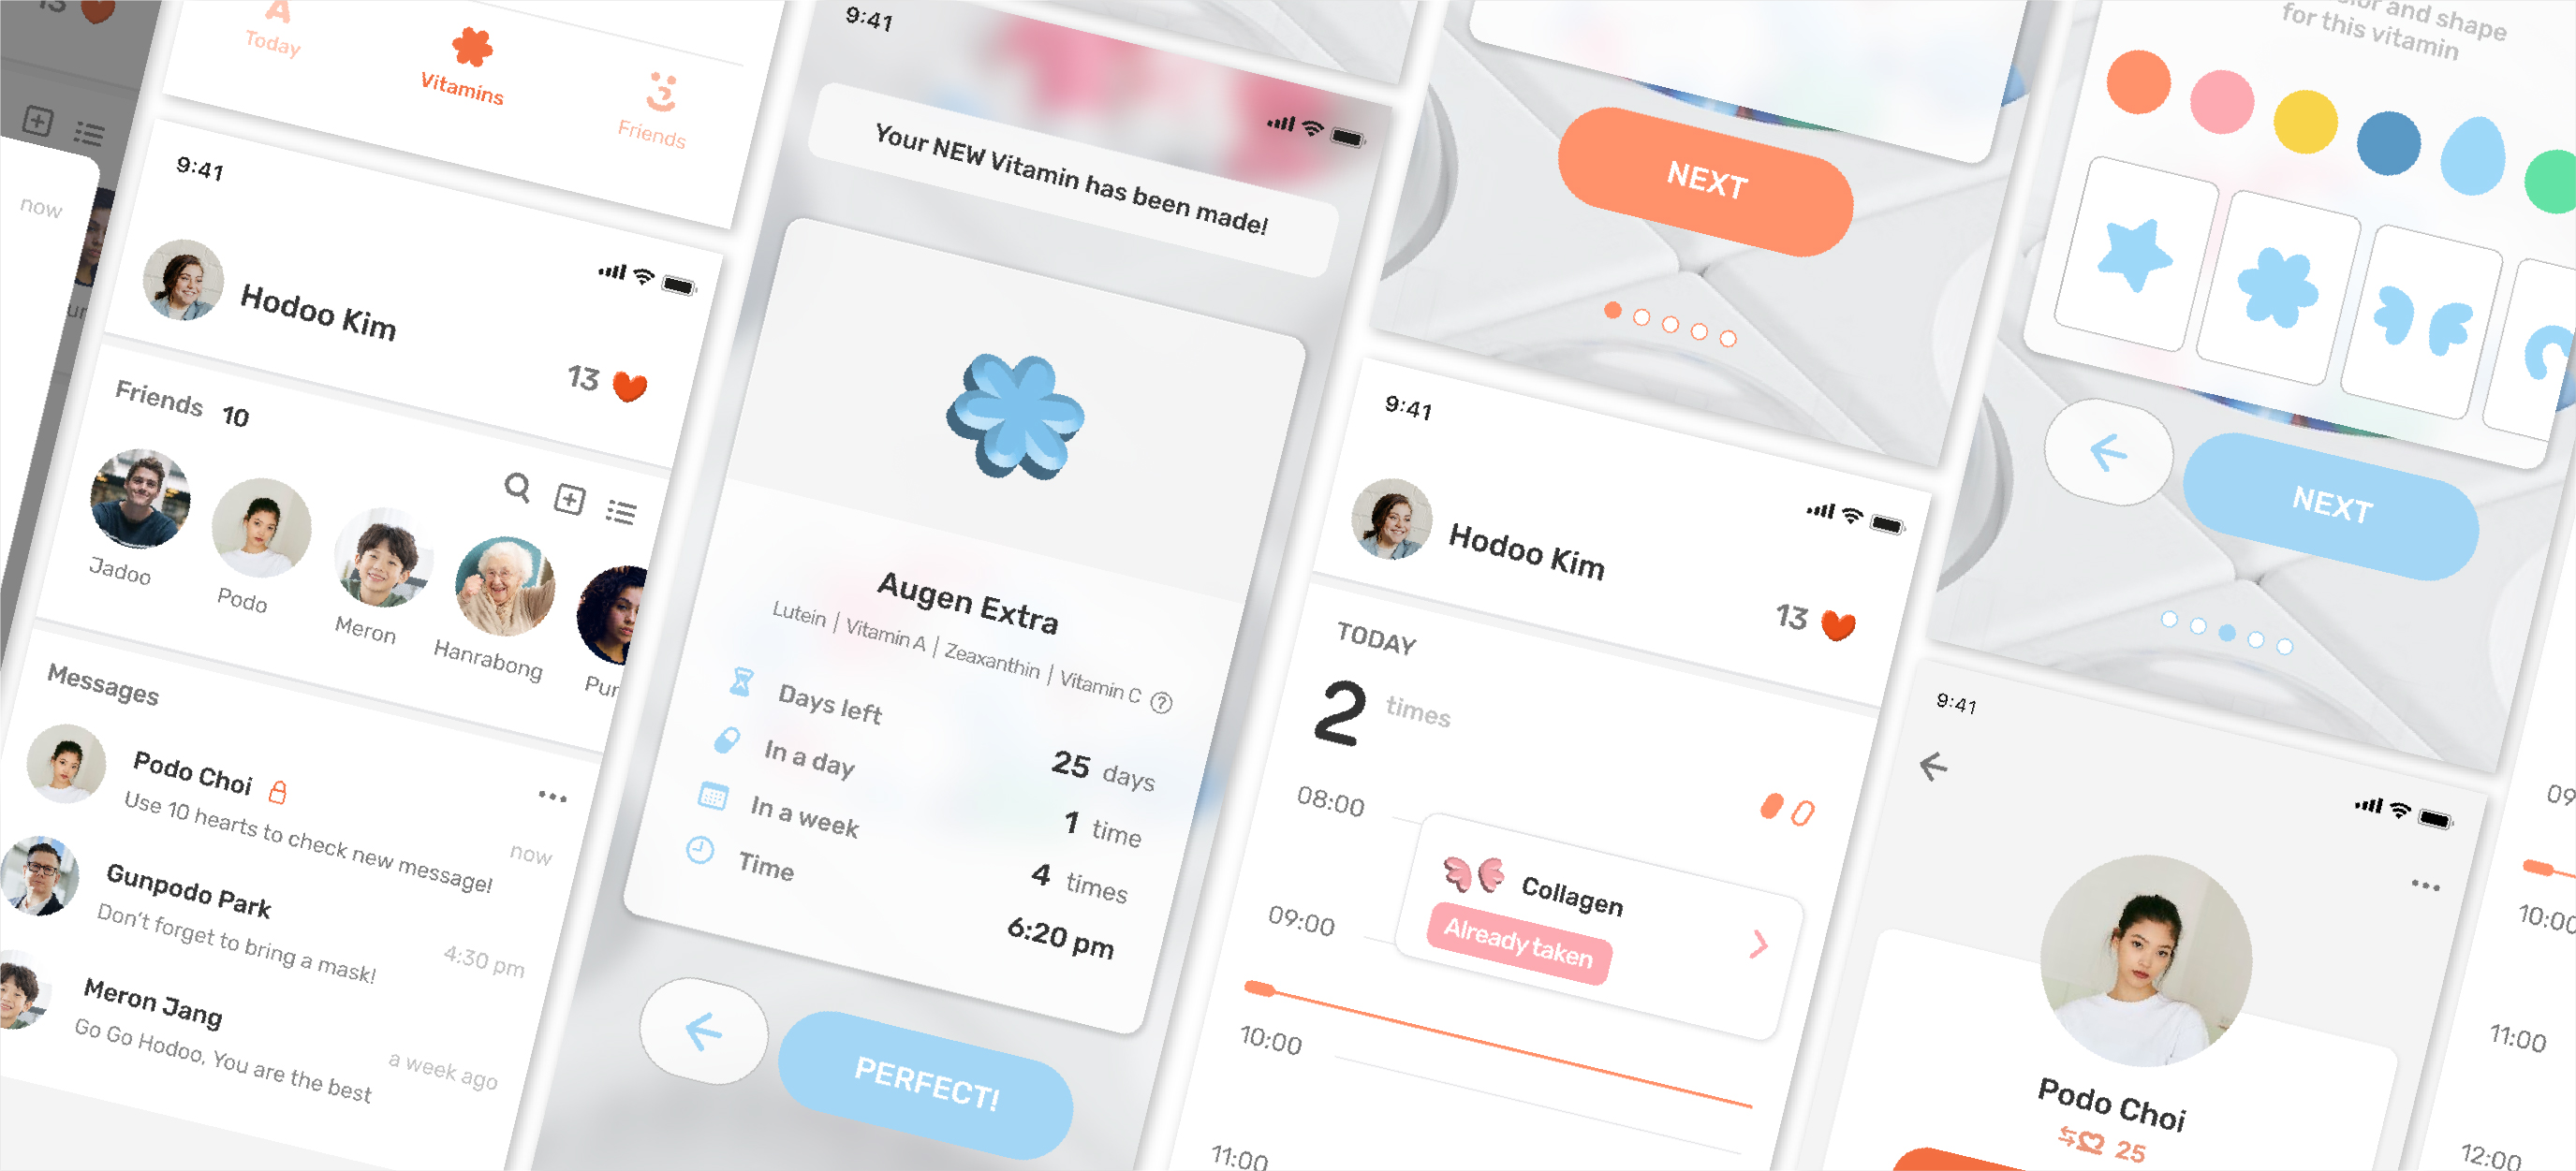 13
now
Today
Vitamins
Friends
9:41
Hodoo Kim
13
Friends 10
Jadoo
Podo
Meron
Hanrabong
Pur
Messages
Podo Choi
Use 10 hearts to check new message!
now
Gunpodo Park
Don't forget to bring a mask!
4:30 pm
Meron Jang
Go Go Hodoo, You are the best
a week ago
9:41
Your NEW Vitamin has been made!
Augen Extra
Lutein | Vitamin A | Zeaxanthin | Vitamin C ?
Days left 25 days
In a day 1 time
In a week 4 times
Time 6:20 pm
PERFECT!
NEXT
9:41
Hodoo Kim
13
TODAY
2 times
08:00
Collagen
Already taken
09:00
10:00
11:00
and shape
for this vitamin
NEXT
9:41
Podo Choi
25
10:00
11:00
12:00